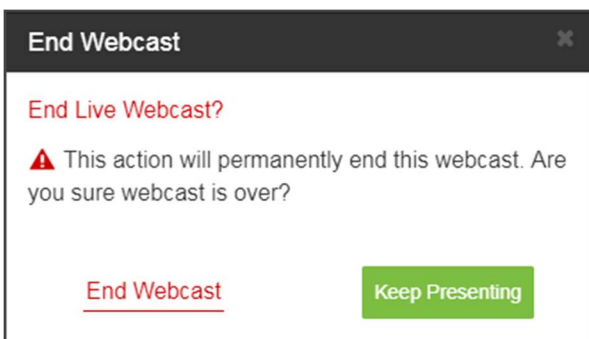 End Webcast
End Live Webcast?
This action will permanently end this webcast. Are
you sure webcast is over?
End Webcast
Keep Presenting